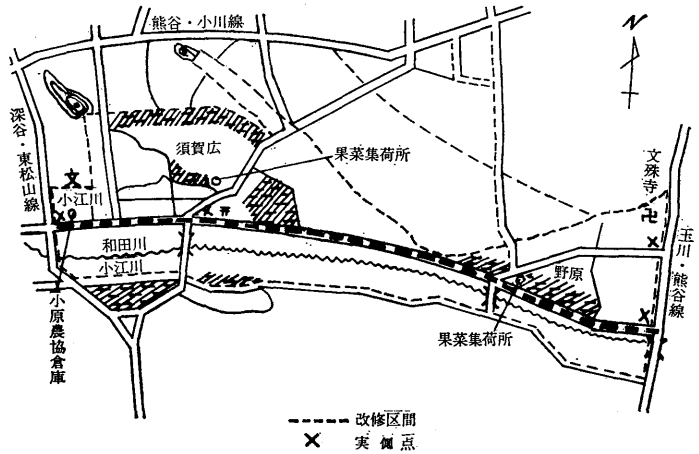 熊谷・小川線
深谷・東松山線
須賀広
果菜集荷所
文殊寺
小江川
和田川
小江川
玉川・熊谷線
野原
小原農協倉庫
果菜集荷所
改修区間
実側点